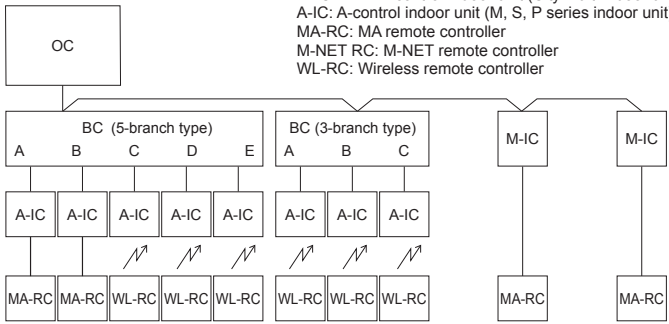 A-IC: A-control indoor unit (M, S, P series indoor unit
MA-RC: MA remote controller
M-NET RC: M-NET remote controller
WL-RC: Wireless remote controller
OC
BC (5-branch type)
A B C D E
BC (3-branch type)
A B C
M-IC
M-IC
A-IC A-IC A-IC A-IC A-IC A-IC A-IC A-IC
MA-RC MA-RC WL-RC WL-RC WL-RC WL-RC WL-RC WL-RC MA-RC MA-RC